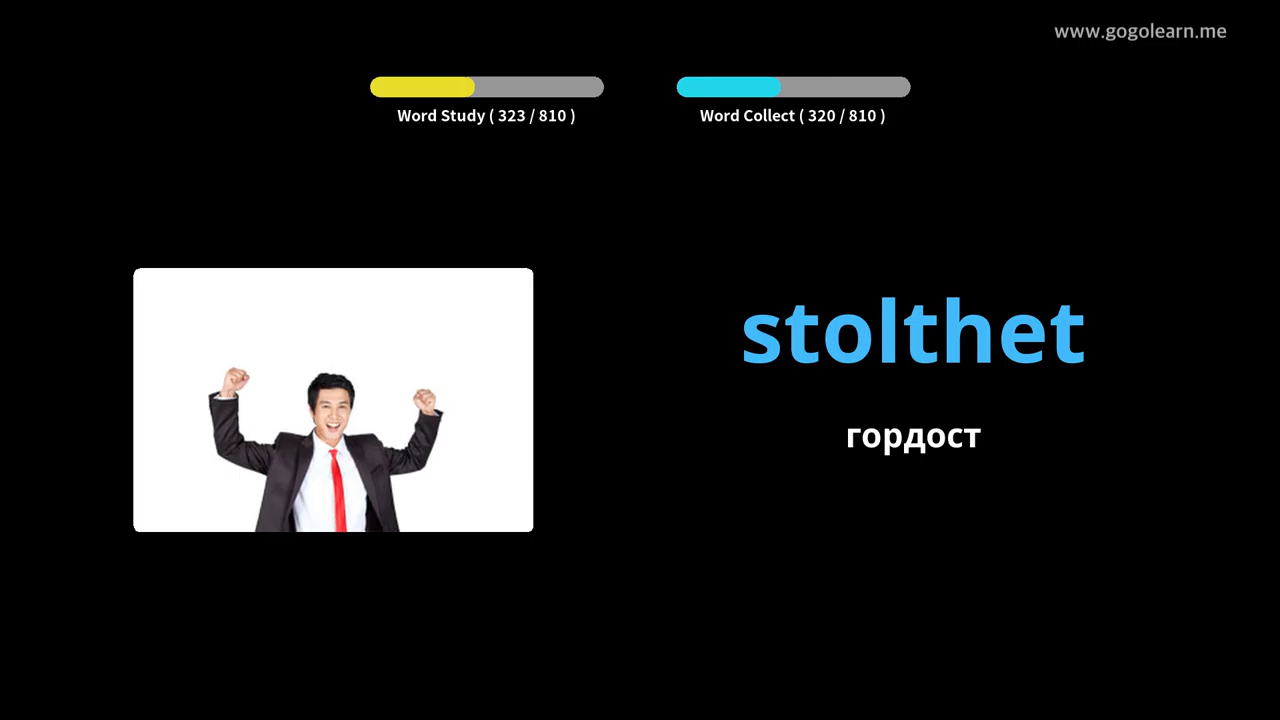 www.gogolearn.me
Word Study ( 323 / 810 )
Word Collect ( 320 / 810 )
stolthet
гордост